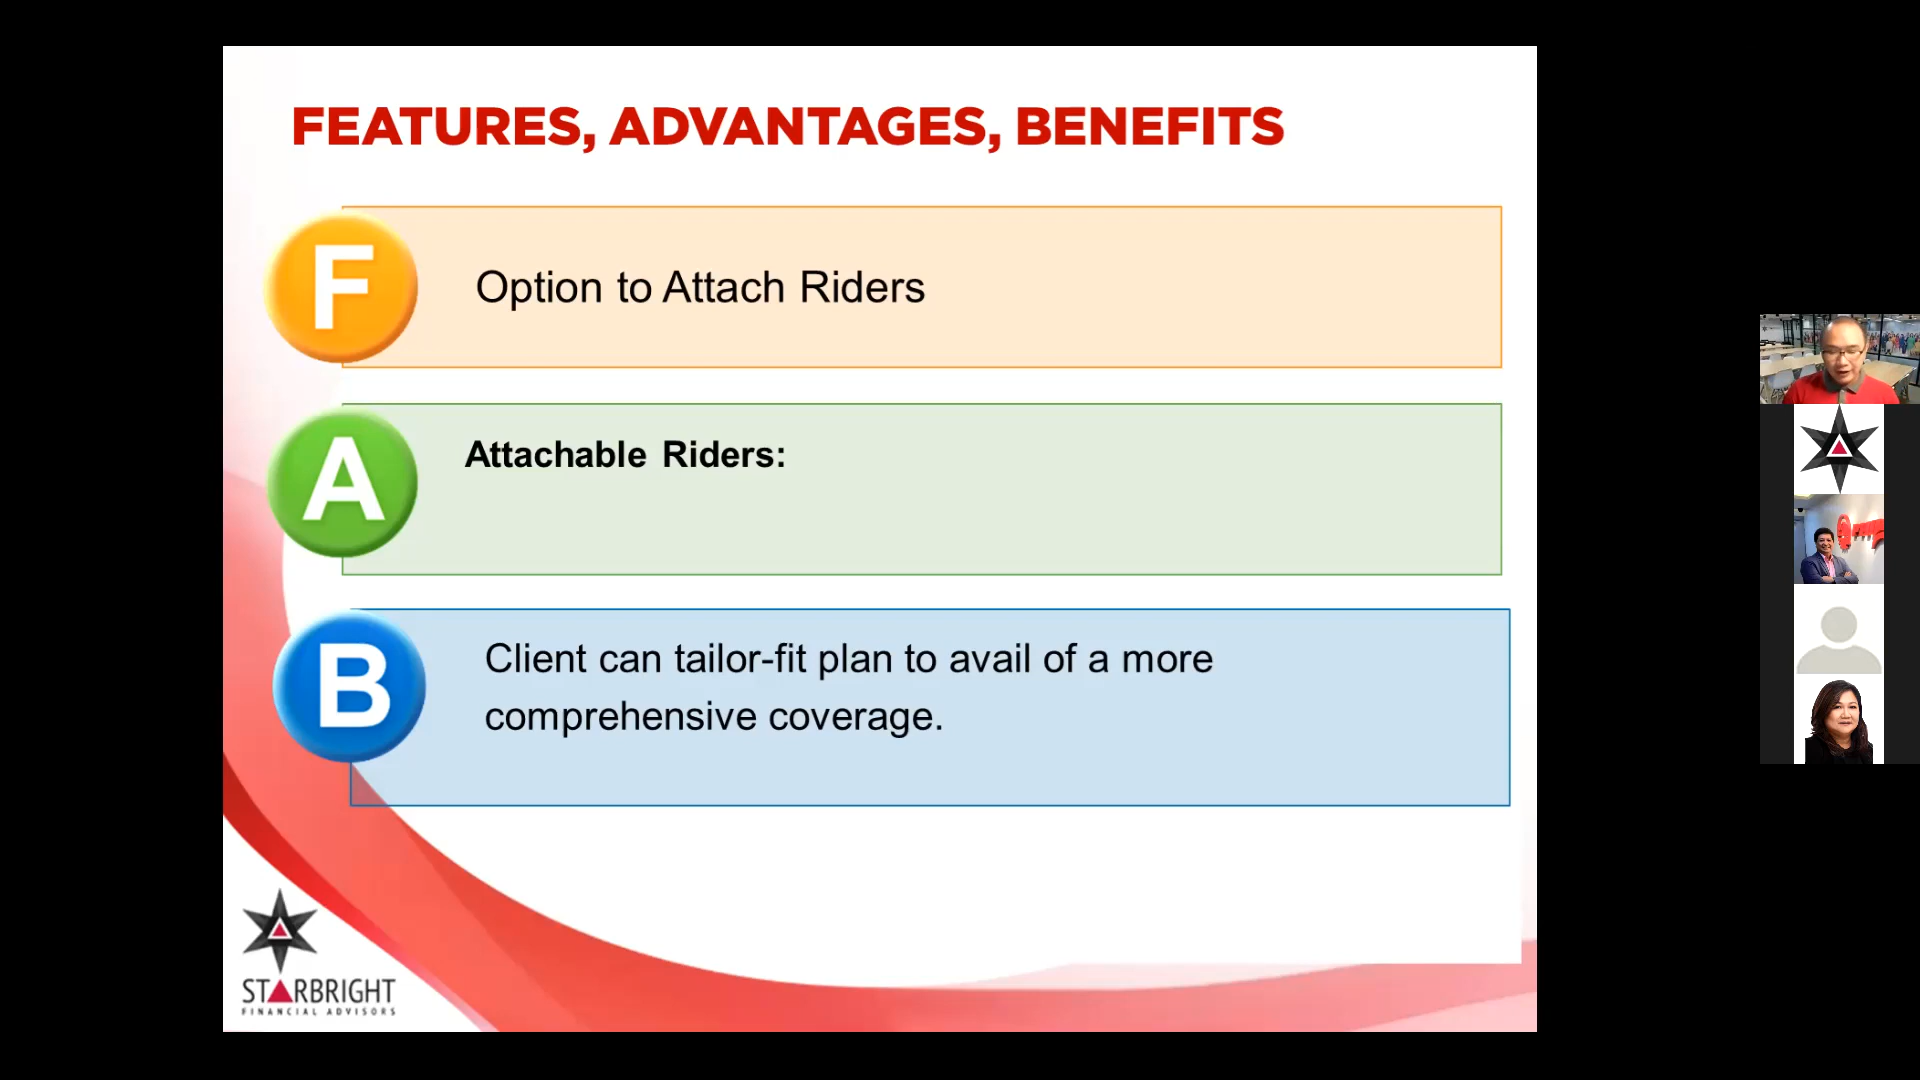 FEATURES, ADVANTAGES, BENEFITS
F
Option to Attach Riders
A
Attachable Riders:
B
Client can tailor-fit plan to avail of a more
comprehensive coverage.
STARBRIGHT
FINANCIAL ADVISORS